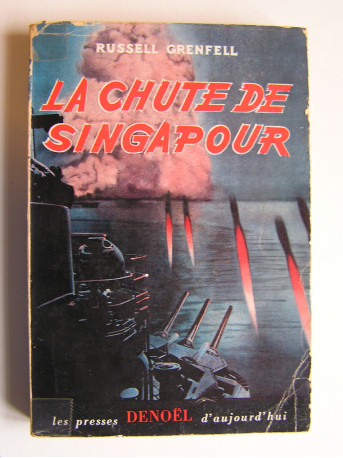 RUSSELL GRENFELL
LA CHUTE DE
SINGAPOUR
les presses DENOËL d'aujourd'hui